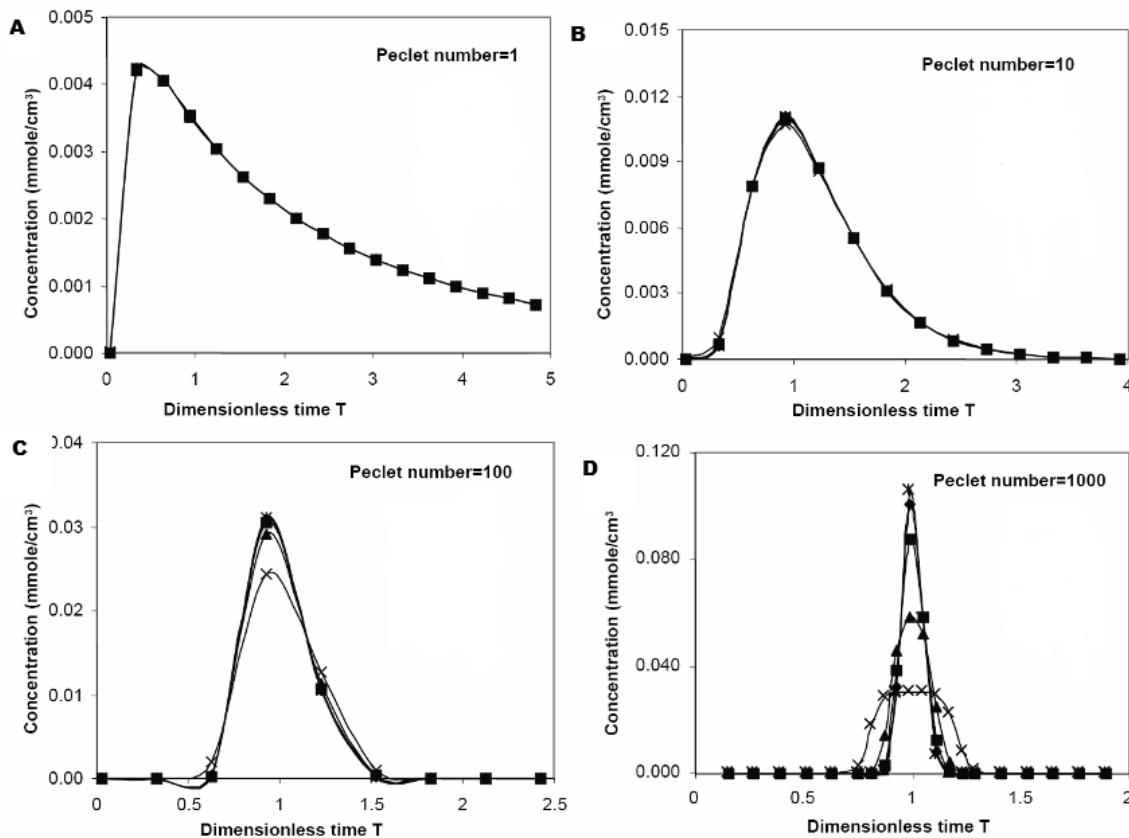 A
Peclet number=1
Concentration (mmole/cm³)
0.005
0.004
0.003
0.002
0.001
0.000
0 1 2 3 4 5
Dimensionless time T
B
Peclet number=10
Concentration (mmole/cm³)
0.015
0.012
0.009
0.006
0.003
0.000
0 1 2 3 4
Dimensionless time T
C
Peclet number=100
Concentration (mmole/cm³)
0.04
0.03
0.02
0.01
0.00
0 0.5 1 1.5 2 2.5
Dimensionless time T
D
Peclet number=1000
Concentration (mmole/cm³)
0.120
0.080
0.040
0.000
0 0.5 1 1.5 2
Dimensionless time T